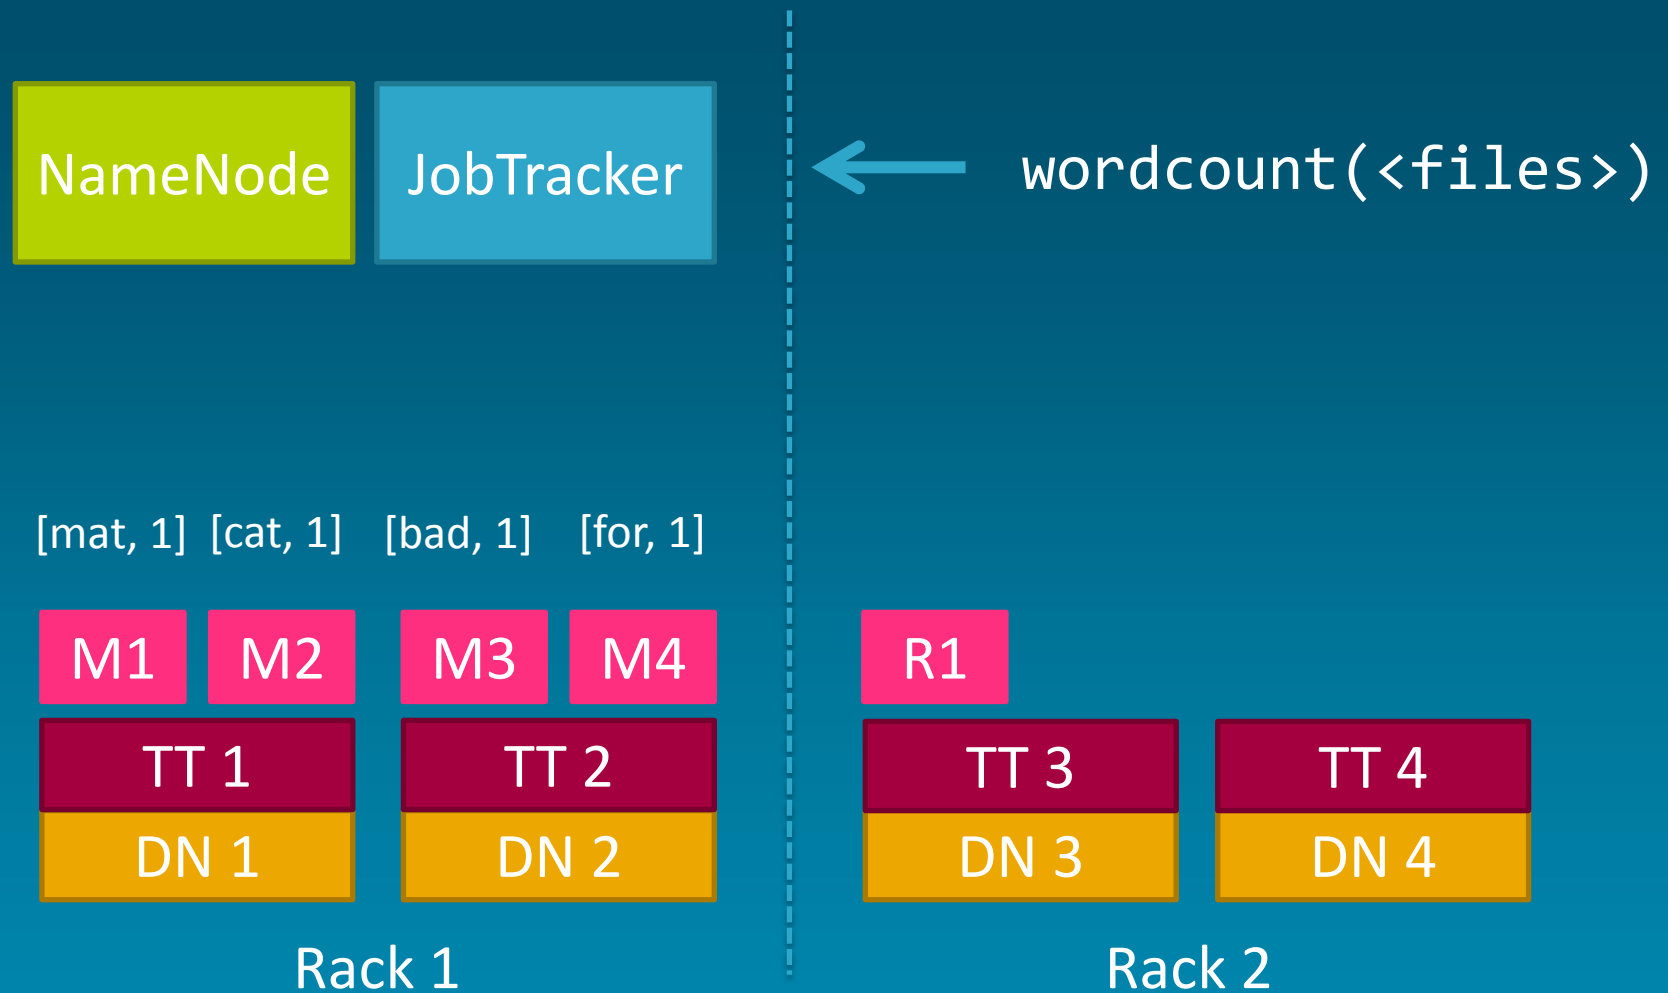 NameNode
JobTracker
wordcount(<files>)
[mat, 1]
[cat, 1]
[bad, 1]
[for, 1]
M1
M2
M3
M4
R1
TT 1
TT 2
TT 3
TT 4
DN 1
DN 2
DN 3
DN 4
Rack 1
Rack 2